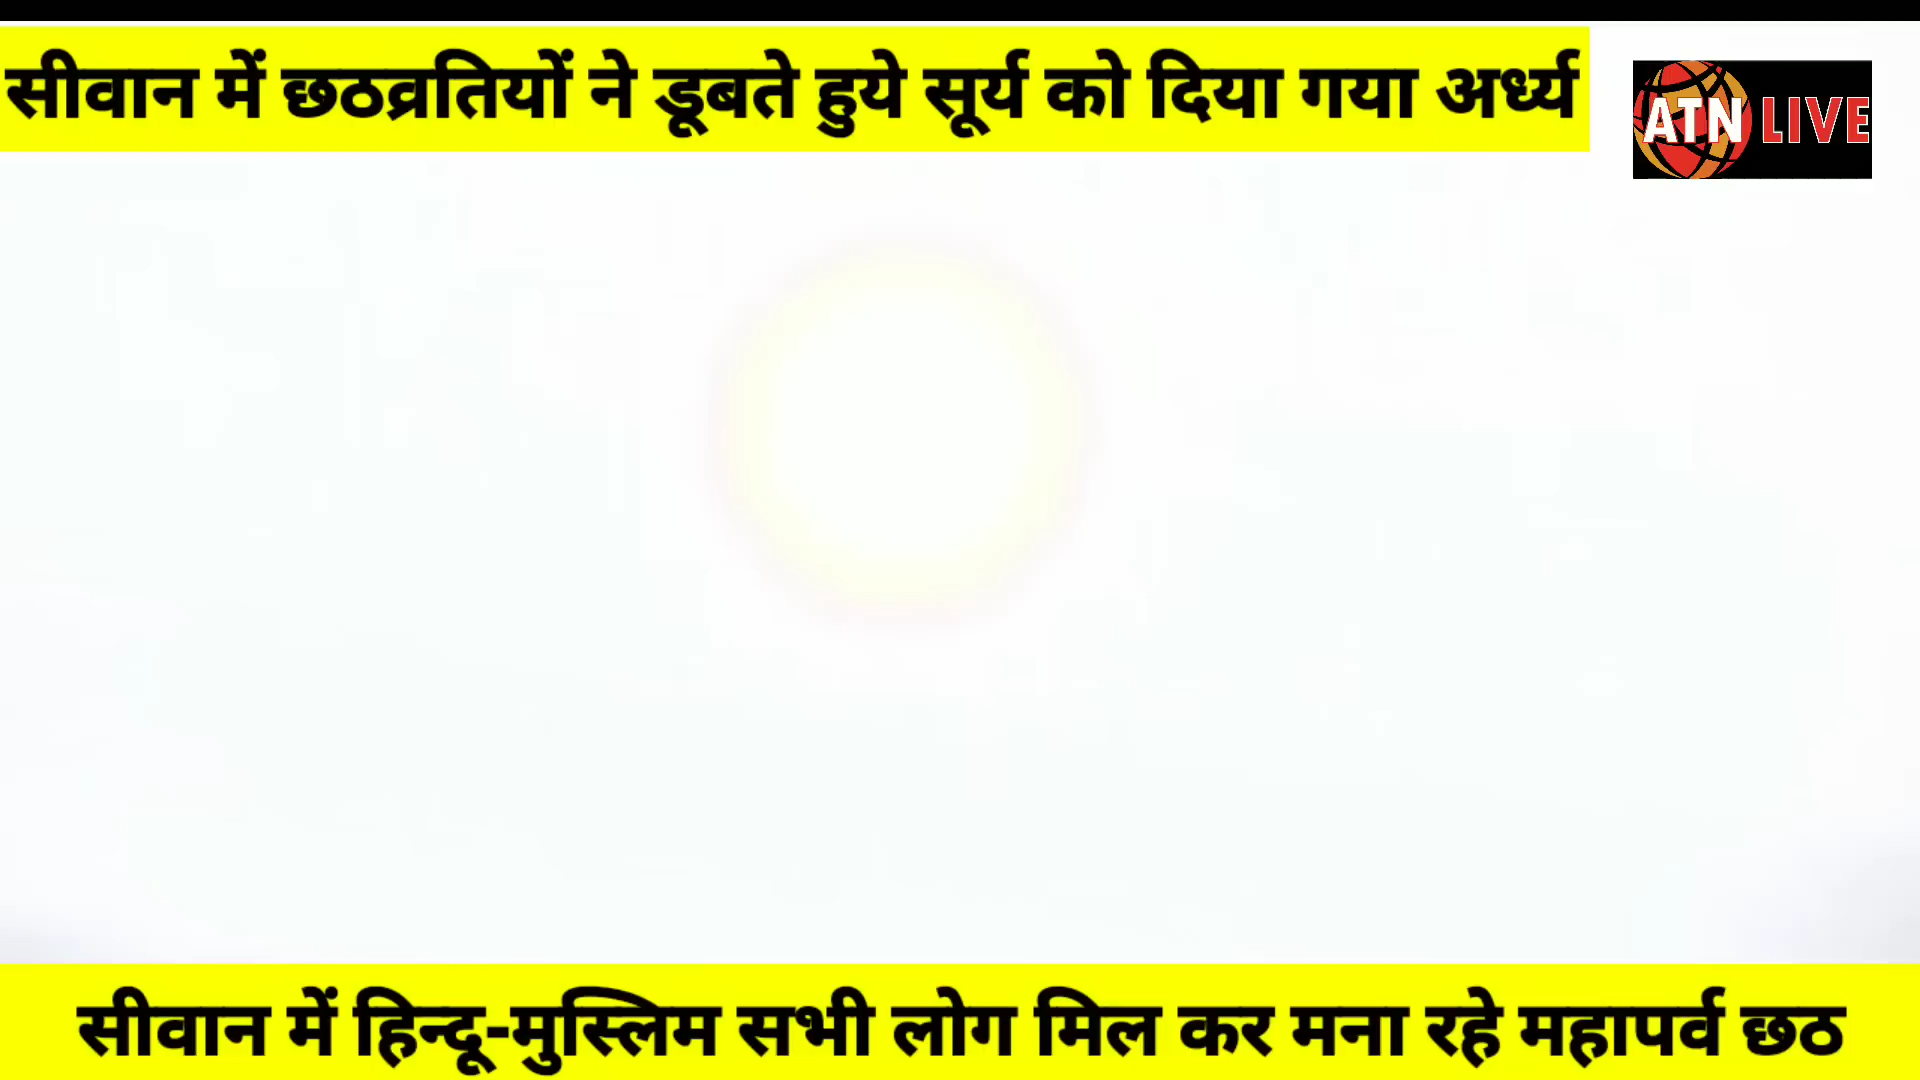 सीवान में छठव्रतियों ने डूबते हुये सूर्य को दिया गया अर्ध्य
ATN LIVE
सीवान में हिन्दू-मुस्लिम सभी लोग मिल कर मना रहे महापर्व छठ